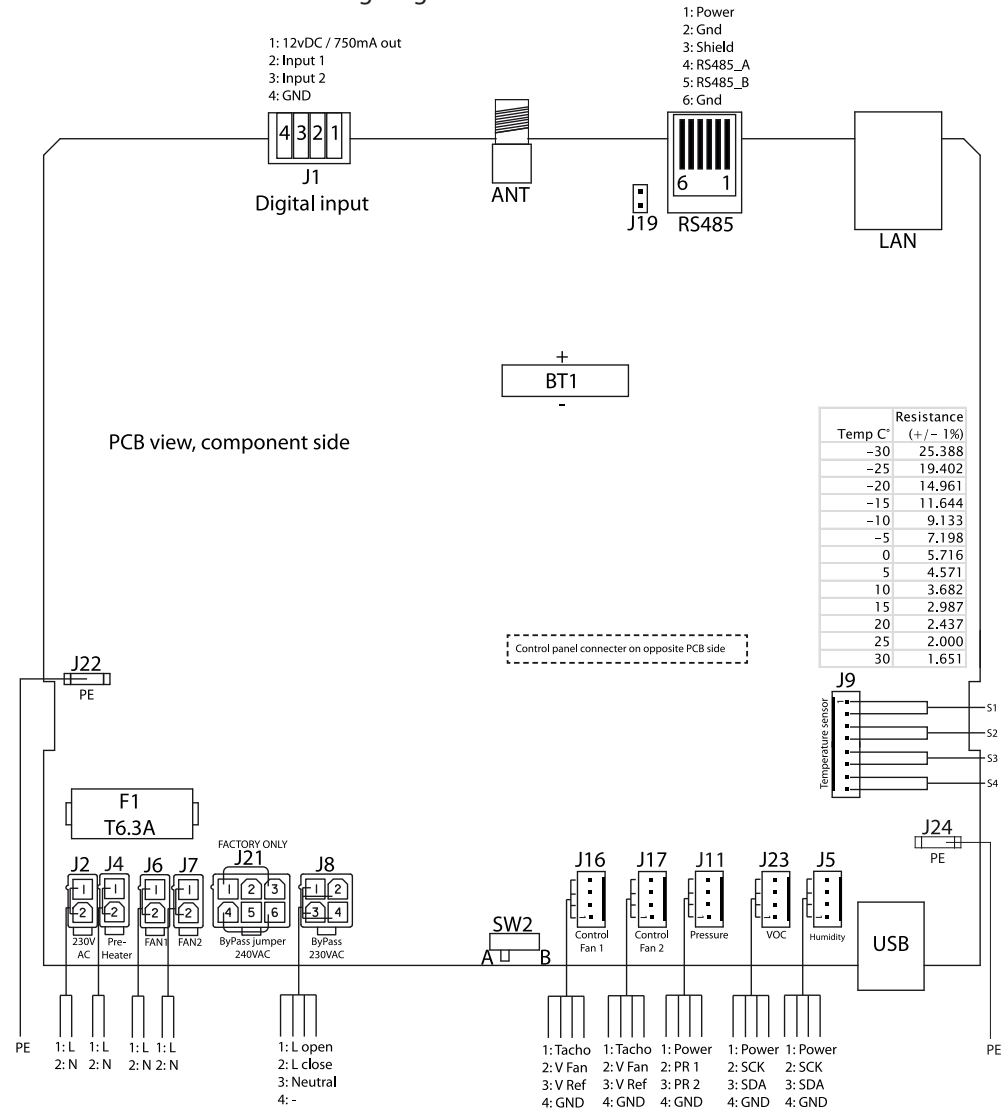 1: 12vDC / 750mA out
2: Input 1
3: Input 2
4: GND
1: Power
2: Gnd
3: Shield
4: RS485_A
5: RS485_B
6: Gnd
4 3 2 1
J1
Digital input
ANT
J19
6 1
RS485
LAN
+
BT1
-
PCB view, component side
Temp C° Resistance (+/- 1%)
-30 25.388
-25 19.402
-20 14.961
-15 11.644
-10 9.133
-5 7.198
0 5.716
5 4.571
10 3.682
15 2.987
20 2.437
25 2.000
30 1.651
Control panel connecter on opposite PCB side
J22
PE
J9
1
Temperature sensor
S1
S2
S3
S4
F1
T6.3A
J24
PE
J2
1
2
230V
AC
J4
1
2
Pre-
Heater
J6
1
2
FAN1
J7
1
2
FAN2
FACTORY ONLY
J21
1 2 3
4 5 6
ByPass jumper
240VAC
J8
1 2
3 4
ByPass
230VAC
SW2
A B
J16
Control
Fan 1
J17
Control
Fan 2
J11
Pressure
J23
VOC
J5
Humidity
USB
PE
1: L
2: N
1: L
2: N
1: L
2: N
1: L
2: N
1: L open
2: L close
3: Neutral
4: -
1: Tacho
2: V Fan
3: V Ref
4: GND
1: Tacho
2: V Fan
3: V Ref
4: GND
1: Power
2: PR 1
3: PR 2
4: GND
1: Power
2: SCK
3: SDA
4: GND
1: Power
2: SCK
3: SDA
4: GND
PE